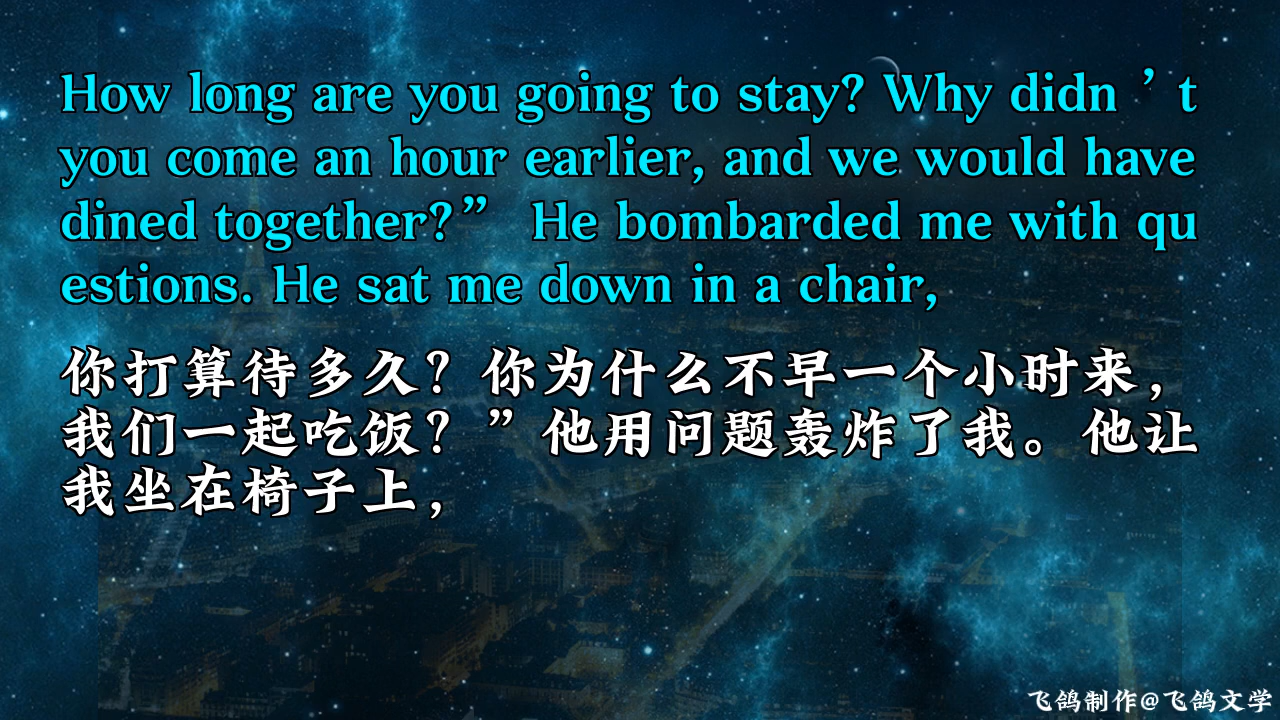 How long are you going to stay? Why didn ’ t
you come an hour earlier, and we would have
dined together?” He bombarded me with qu
estions. He sat me down in a chair,
你打算待多久？你为什么不早一个小时来，
我们一起吃饭？”他用问题轰炸了我。他让
我坐在椅子上，
飞鸽制作@飞鸽文学